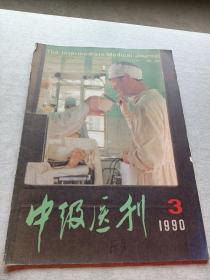 The Intermediate Medical Journal
中级医刊
3
1990